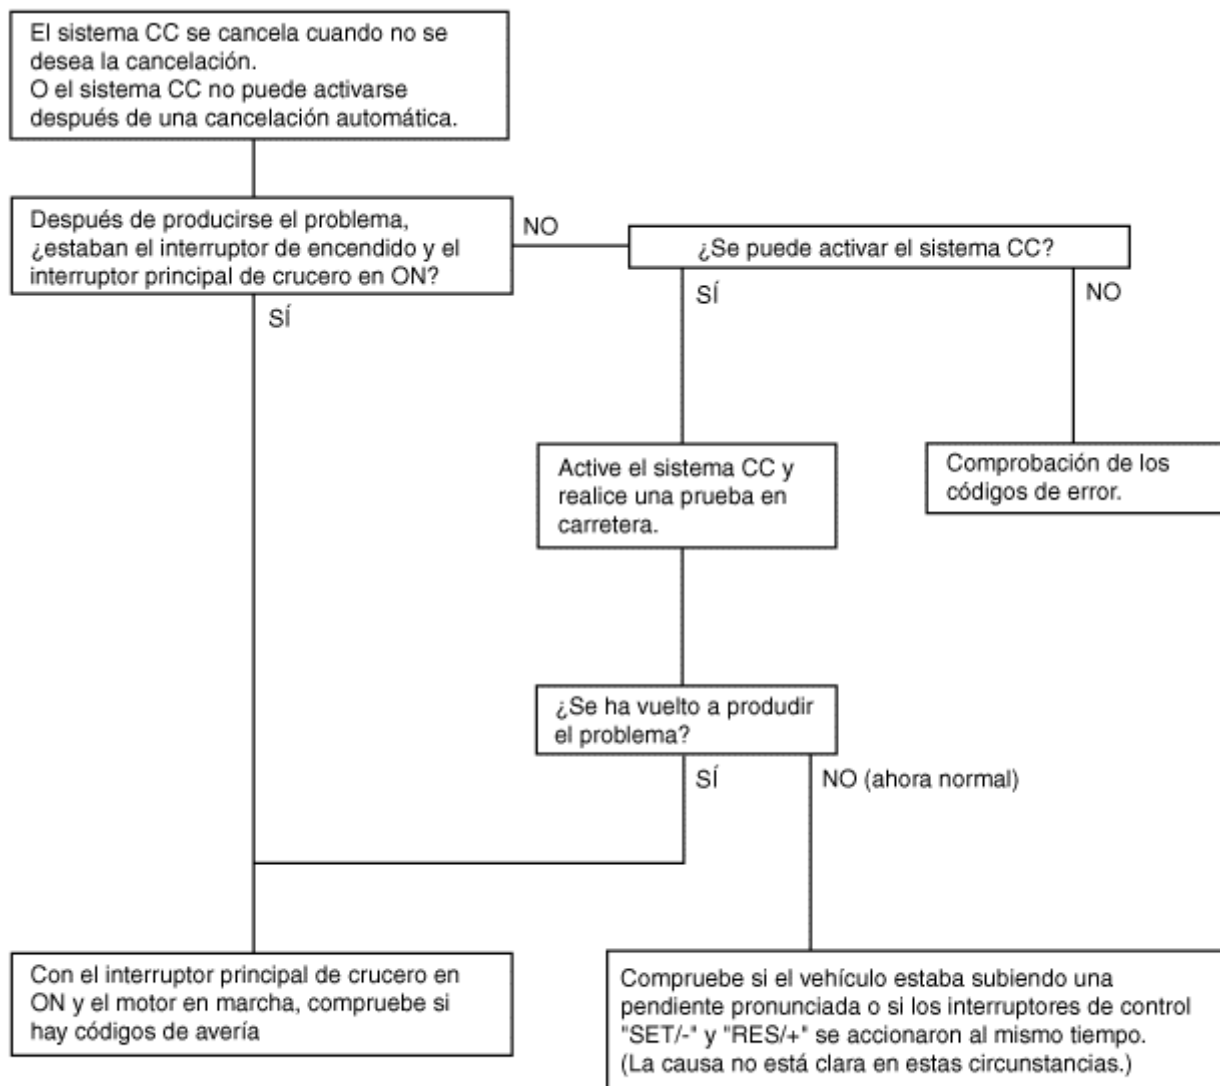 El sistema CC se cancela cuando no se
desea la cancelación.
O el sistema CC no puede activarse
después de una cancelación automática.
Después de producirse el problema,
¿estaban el interruptor de encendido y el
interruptor principal de crucero en ON?
NO
¿Se puede activar el sistema CC?
SÍ
SÍ
NO
Active el sistema CC y
realice una prueba en
carretera.
Comprobación de los
códigos de error.
¿Se ha vuelto a produdir
el problema?
SÍ
NO (ahora normal)
Con el interruptor principal de crucero en
ON y el motor en marcha, compruebe si
hay códigos de avería
Compruebe si el vehículo estaba subiendo una
pendiente pronunciada o si los interruptores de control
"SET/-" y "RES/+" se accionaron al mismo tiempo.
(La causa no está clara en estas circunstancias.)